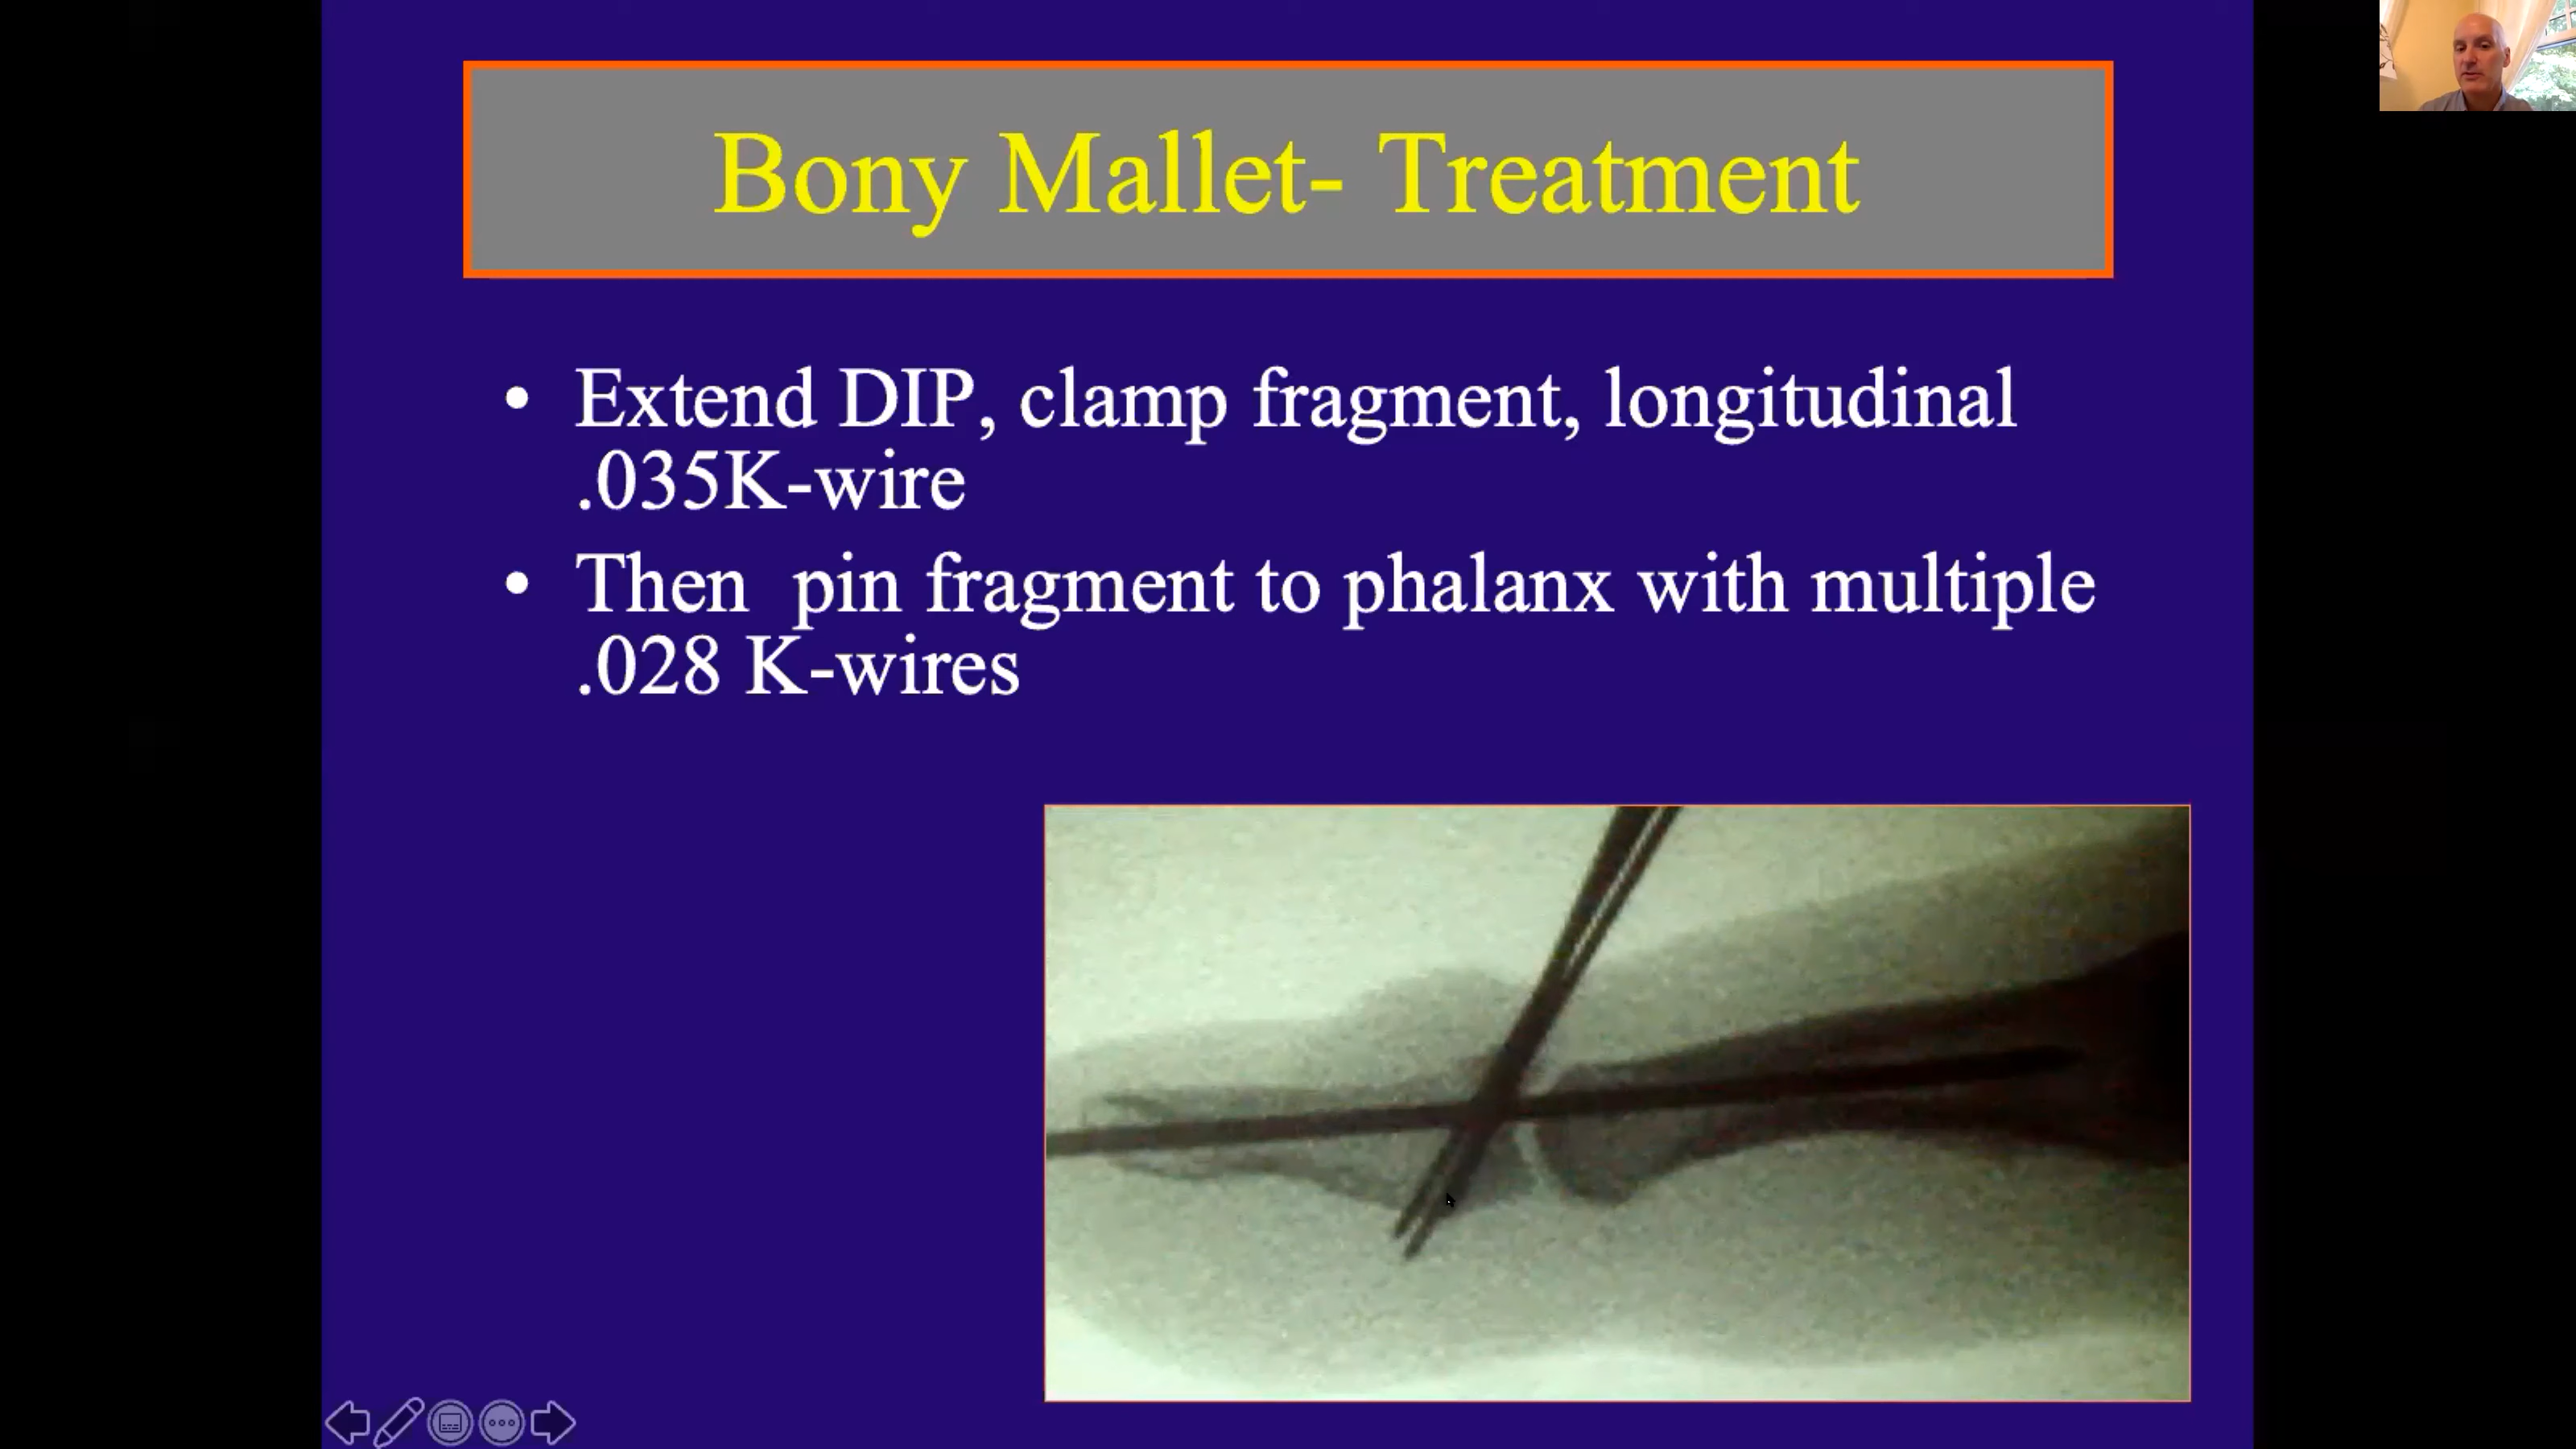 Bony Mallet- Treatment
• Extend DIP, clamp fragment, longitudinal
.035K-wire
• Then  pin fragment to phalanx with multiple
.028 K-wires